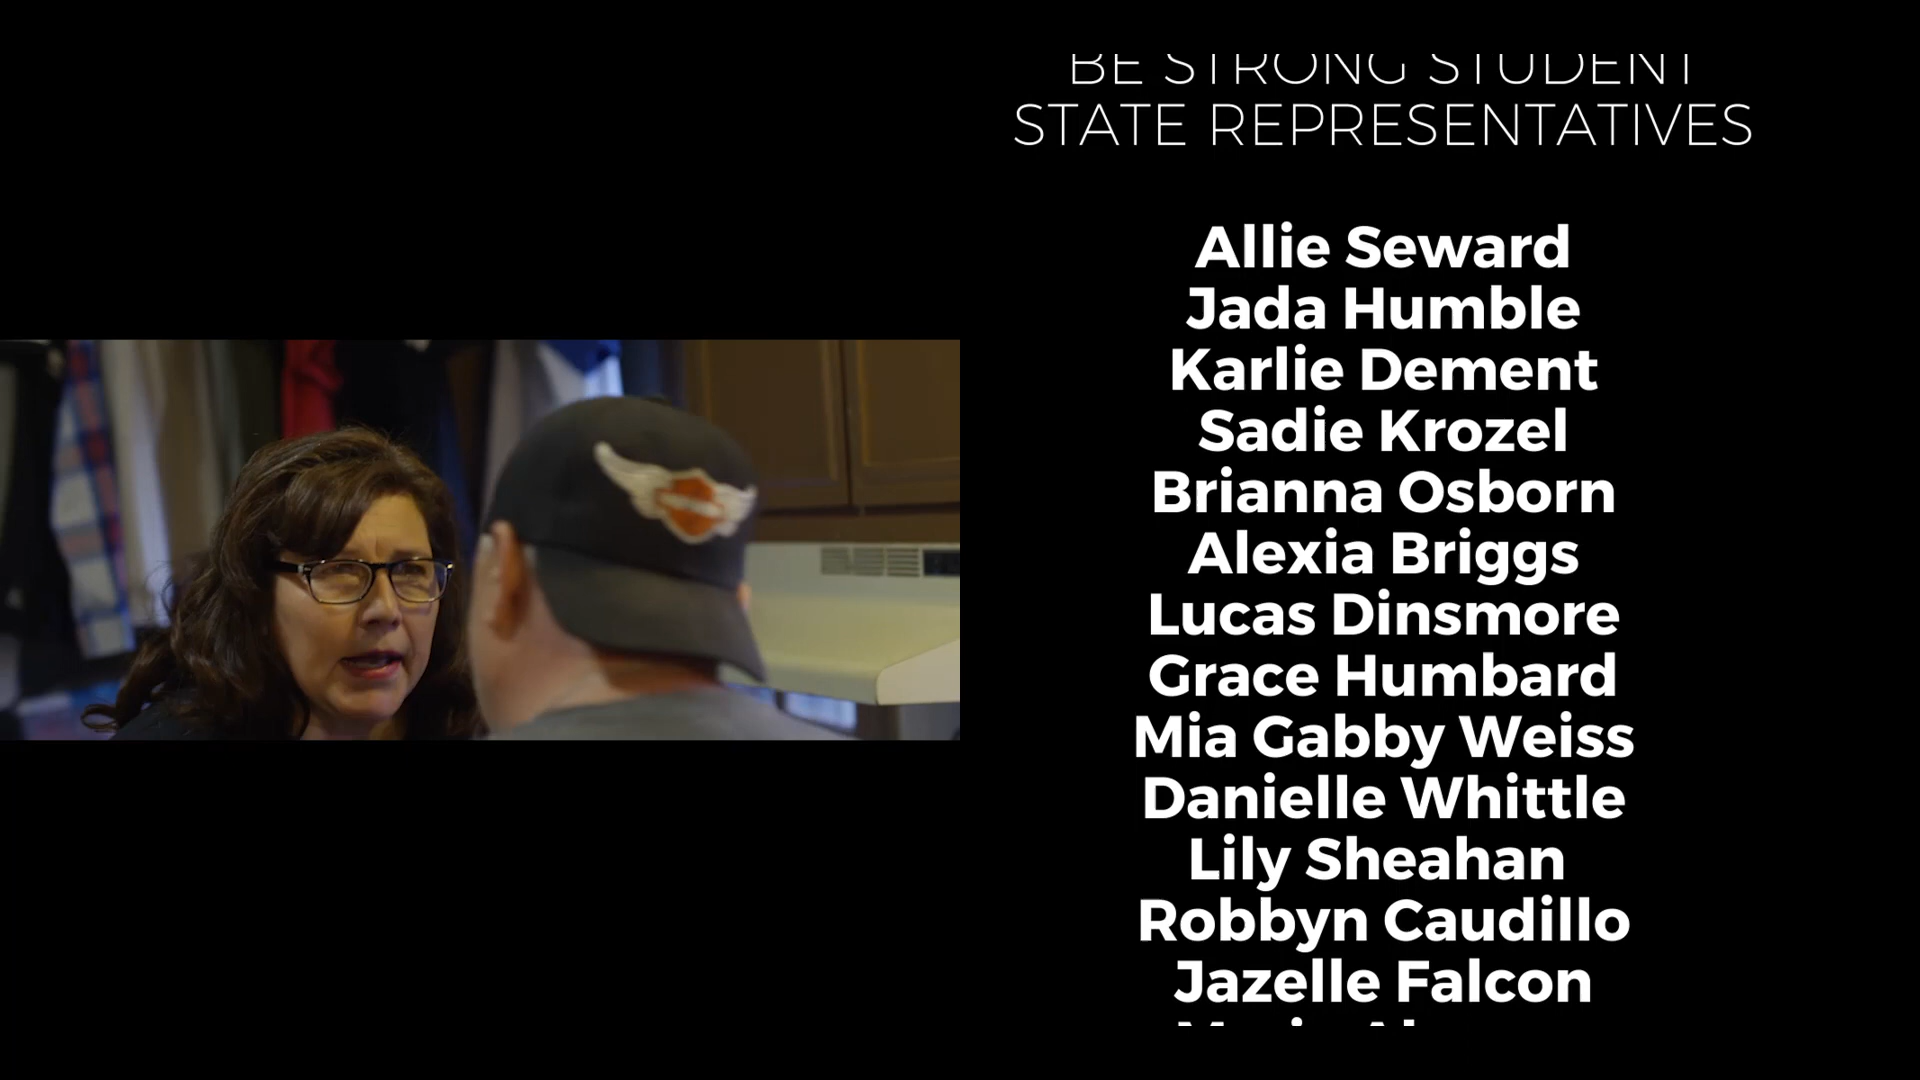 BE STRONG STUDENT
STATE REPRESENTATIVES
Allie Seward
Jada Humble
Karlie Dement
Sadie Krozel
Brianna Osborn
Alexia Briggs
Lucas Dinsmore
Grace Humbard
Mia Gabby Weiss
Danielle Whittle
Lily Sheahan
Robbyn Caudillo
Jazelle Falcon